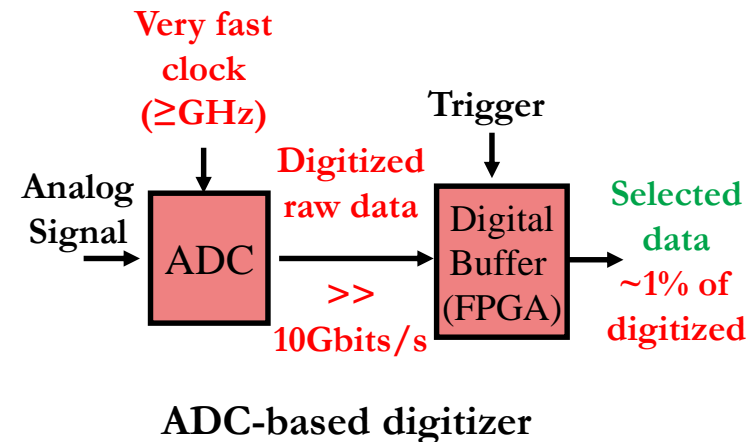 Very fast
clock
(≥GHz)
Trigger
Analog
Signal
ADC
Digitized
raw data
>>
10Gbits/s
Digital
Buffer
(FPGA)
Selected
data
~1% of
digitized
ADC-based digitizer